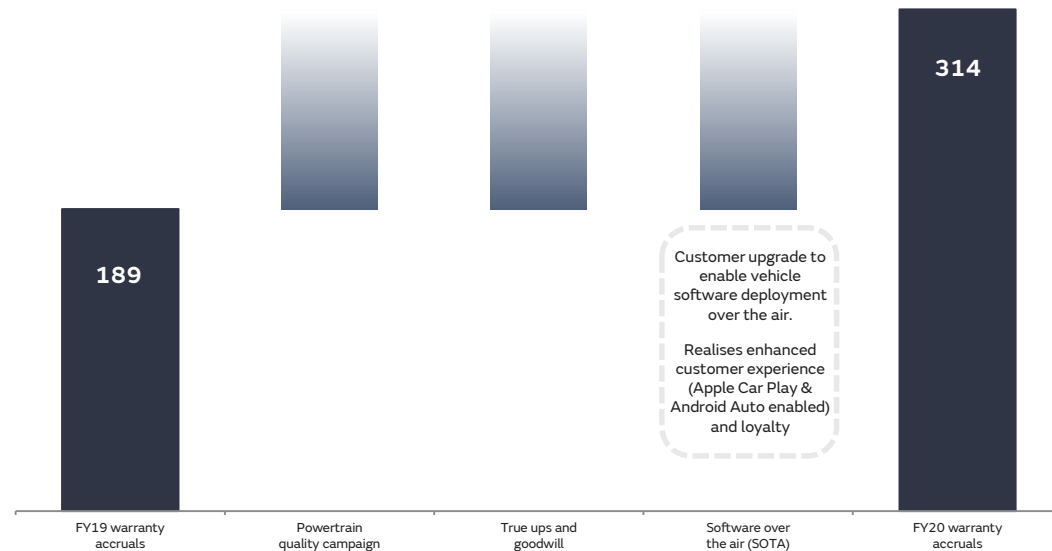 314
189
Customer upgrade to
enable vehicle
software deployment
over the air.
Realises enhanced
customer experience
(Apple Car Play &
Android Auto enabled)
and loyalty
FY19 warranty
accruals
Powertrain
quality campaign
True ups and
goodwill
Software over
the air (SOTA)
FY20 warranty
accruals